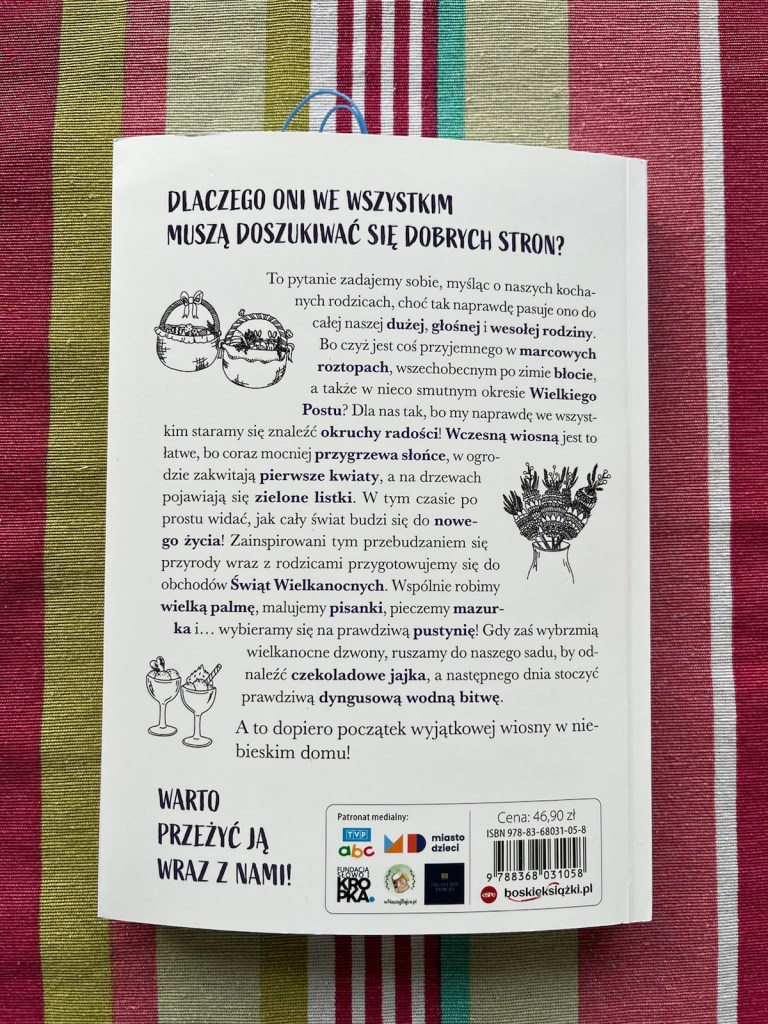 DLACZEGO ONI WE WSZYSTKIM
MUSZĄ DOSZUKIWAĆ SIĘ DOBRYCH STRON?
To pytanie zadajemy sobie, myśląc o naszych kocha-
nych rodzicach, choć tak naprawdę pasuje ono do
całej naszej dużej, głośnej i wesołej rodziny.
Bo czyż jest coś przyjemnego w marcowych
roztopach, wszechobecnym po zimie błocie,
a także w nieco smutnym okresie Wielkiego
Postu? Dla nas tak, bo my naprawdę we wszyst-
kim staramy się znaleźć okruchy radości! Wczesną wiosną jest to
łatwe, bo coraz mocniej przygrzewa słońce, w ogro-
dzie zakwitają pierwsze kwiaty, a na drzewach
pojawiają się zielone listki. W tym czasie po
prostu widać, jak cały świat budzi się do nowe-
go życia! Zainspirowani tym przebudzaniem się
przyrody wraz z rodzicami przygotowujemy się do
obchodów Świąt Wielkanocnych. Wspólnie robimy
wielką palmę, malujemy pisanki, pieczemy mazur-
ka i... wybieramy się na prawdziwą pustynię! Gdy zaś wybrzmią
wielkanocne dzwony, ruszamy do naszego sadu, by od-
naleźć czekoladowe jajka, a następnego dnia stoczyć
prawdziwą dyngusową wodną bitwę.
A to dopiero początek wyjątkowej wiosny w nie-
bieskim domu!
WARTO
PRZEŻYĆ JĄ
WRAZ Z NAMI!
Patronat medialny:
TVP
abc
MD miasto
dzieci
FUNDACJA
SŁOWO I
KRO
PKA.
Cena: 46,90 zł
ISBN 978-83-68031-05-8
9 788368 031058
espe boskieksiążki.pl